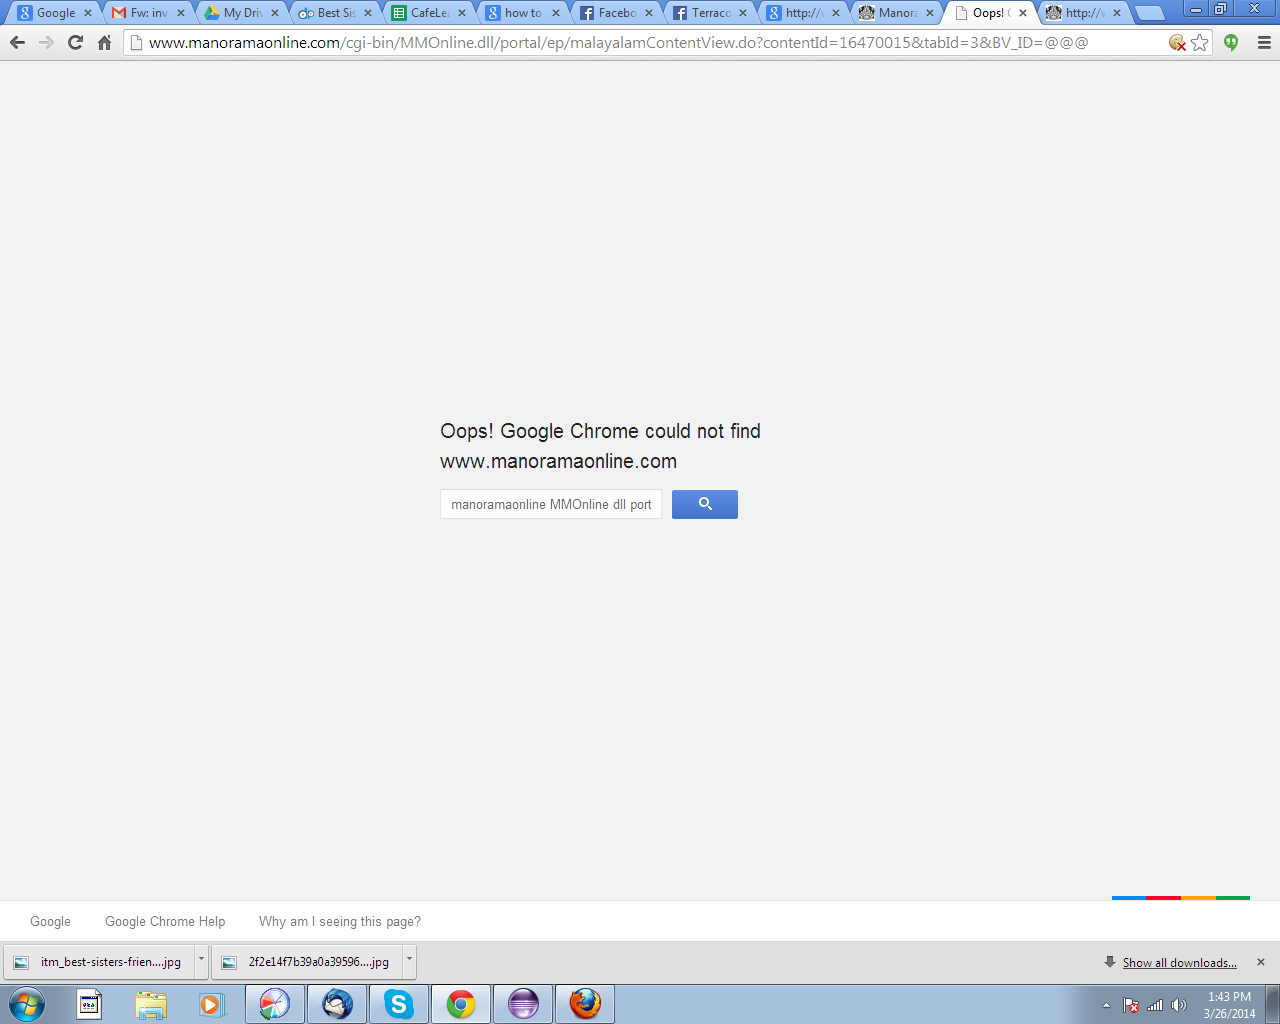 Google
Fw: inv
My Driv
Best Sis
CafeLea
how to
Facebo
Terraco
http://v
Manora
Oops! G
http://v
www.manoramaonline.com/cgi-bin/MMOnline.dll/portal/ep/malayalamContentView.do?contentId=16470015&tabId=3&BV_ID=@@@
Oops! Google Chrome could not find
www.manoramaonline.com
manoramaonline MMOnline dll port
Google
Google Chrome Help
Why am I seeing this page?
itm_best-sisters-frien....jpg
2f2e14f7b39a0a39596....jpg
Show all downloads...
1:43 PM
3/26/2014